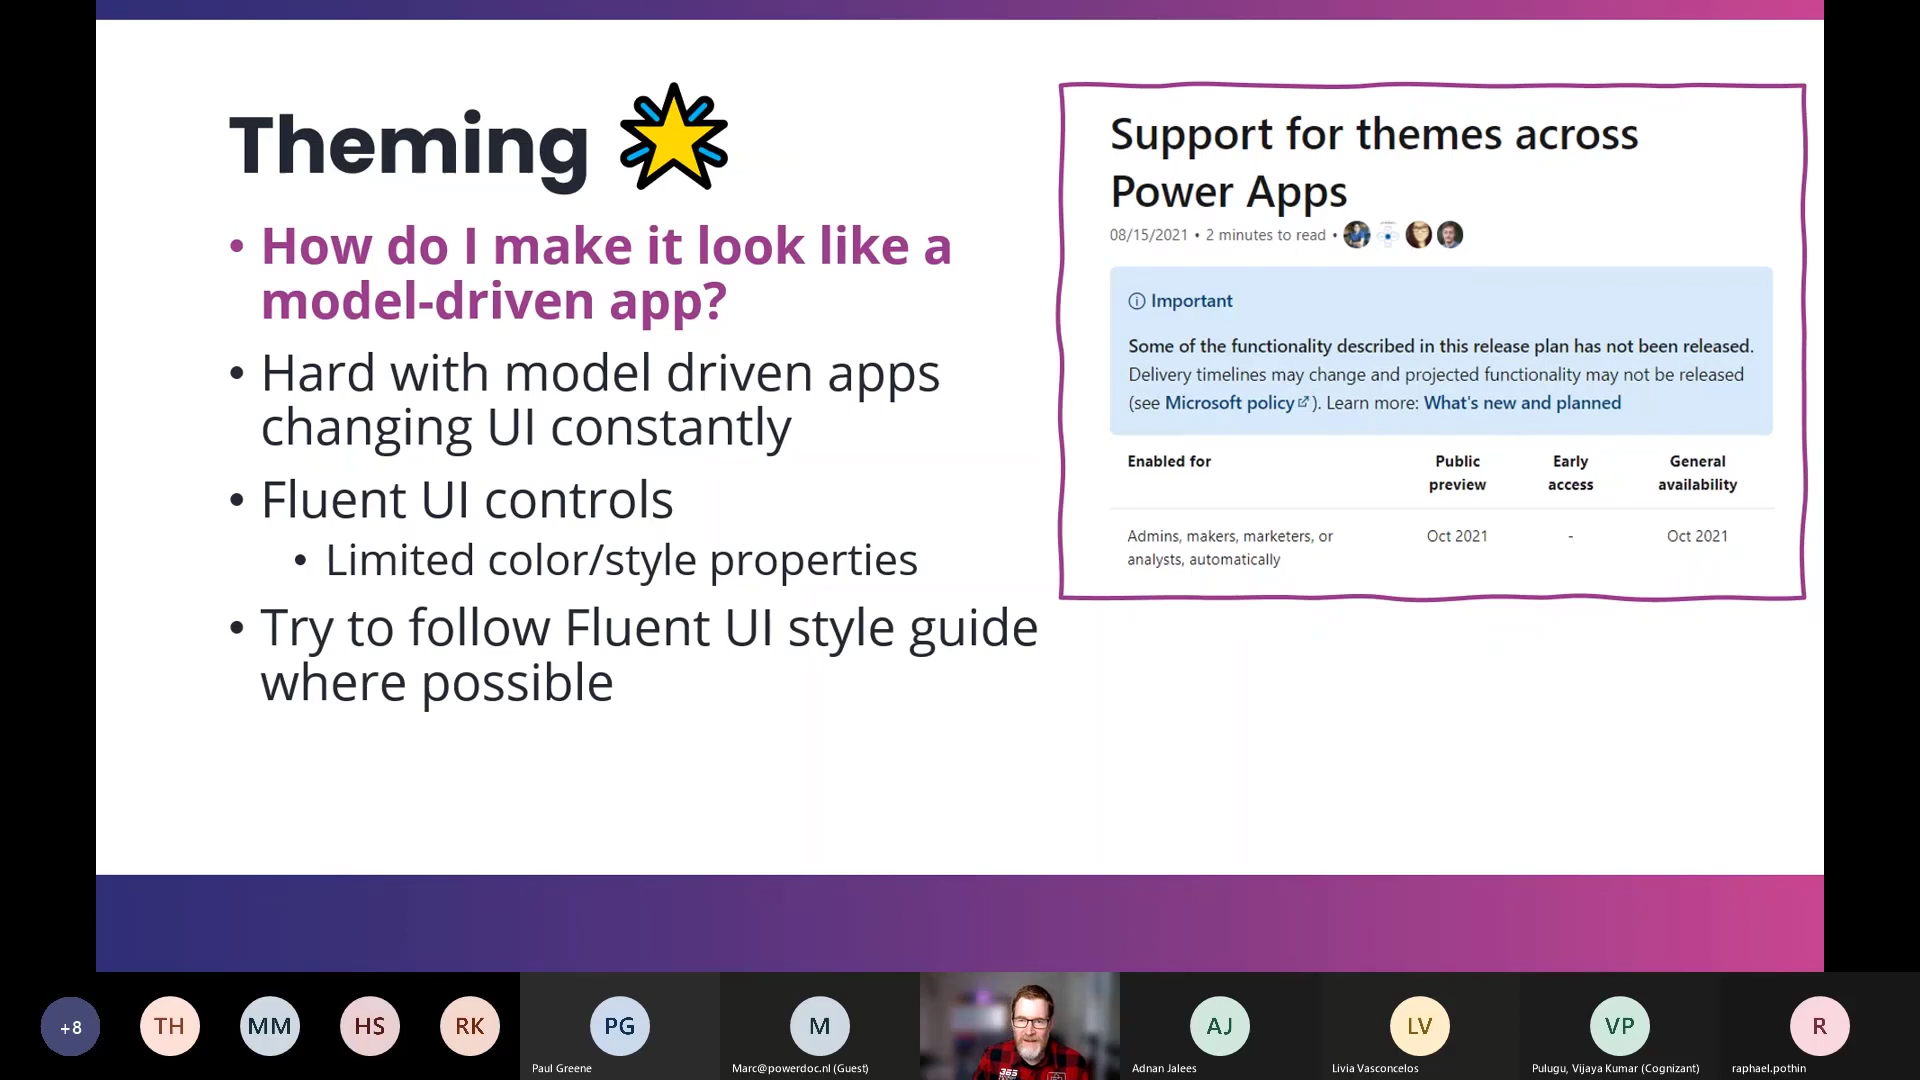 Theming
• How do I make it look like a
model-driven app?
• Hard with model driven apps
changing UI constantly
• Fluent UI controls
• Limited color/style properties
• Try to follow Fluent UI style guide
where possible
Support for themes across
Power Apps
08/15/2021 • 2 minutes to read •
Important
Some of the functionality described in this release plan has not been released.
Delivery timelines may change and projected functionality may not be released
(see Microsoft policy). Learn more: What's new and planned
Enabled for Public preview Early access General availability
Admins, makers, marketers, or analysts, automatically Oct 2021 - Oct 2021
+8
TH
MM
HS
RK
PG
Paul Greene
M
Marc@powerdoc.nl (Guest)
365
AJ
Adnan Jalees
LV
Livia Vasconcelos
VP
Pulugu, Vijaya Kumar (Cognizant)
R
raphael.pothin